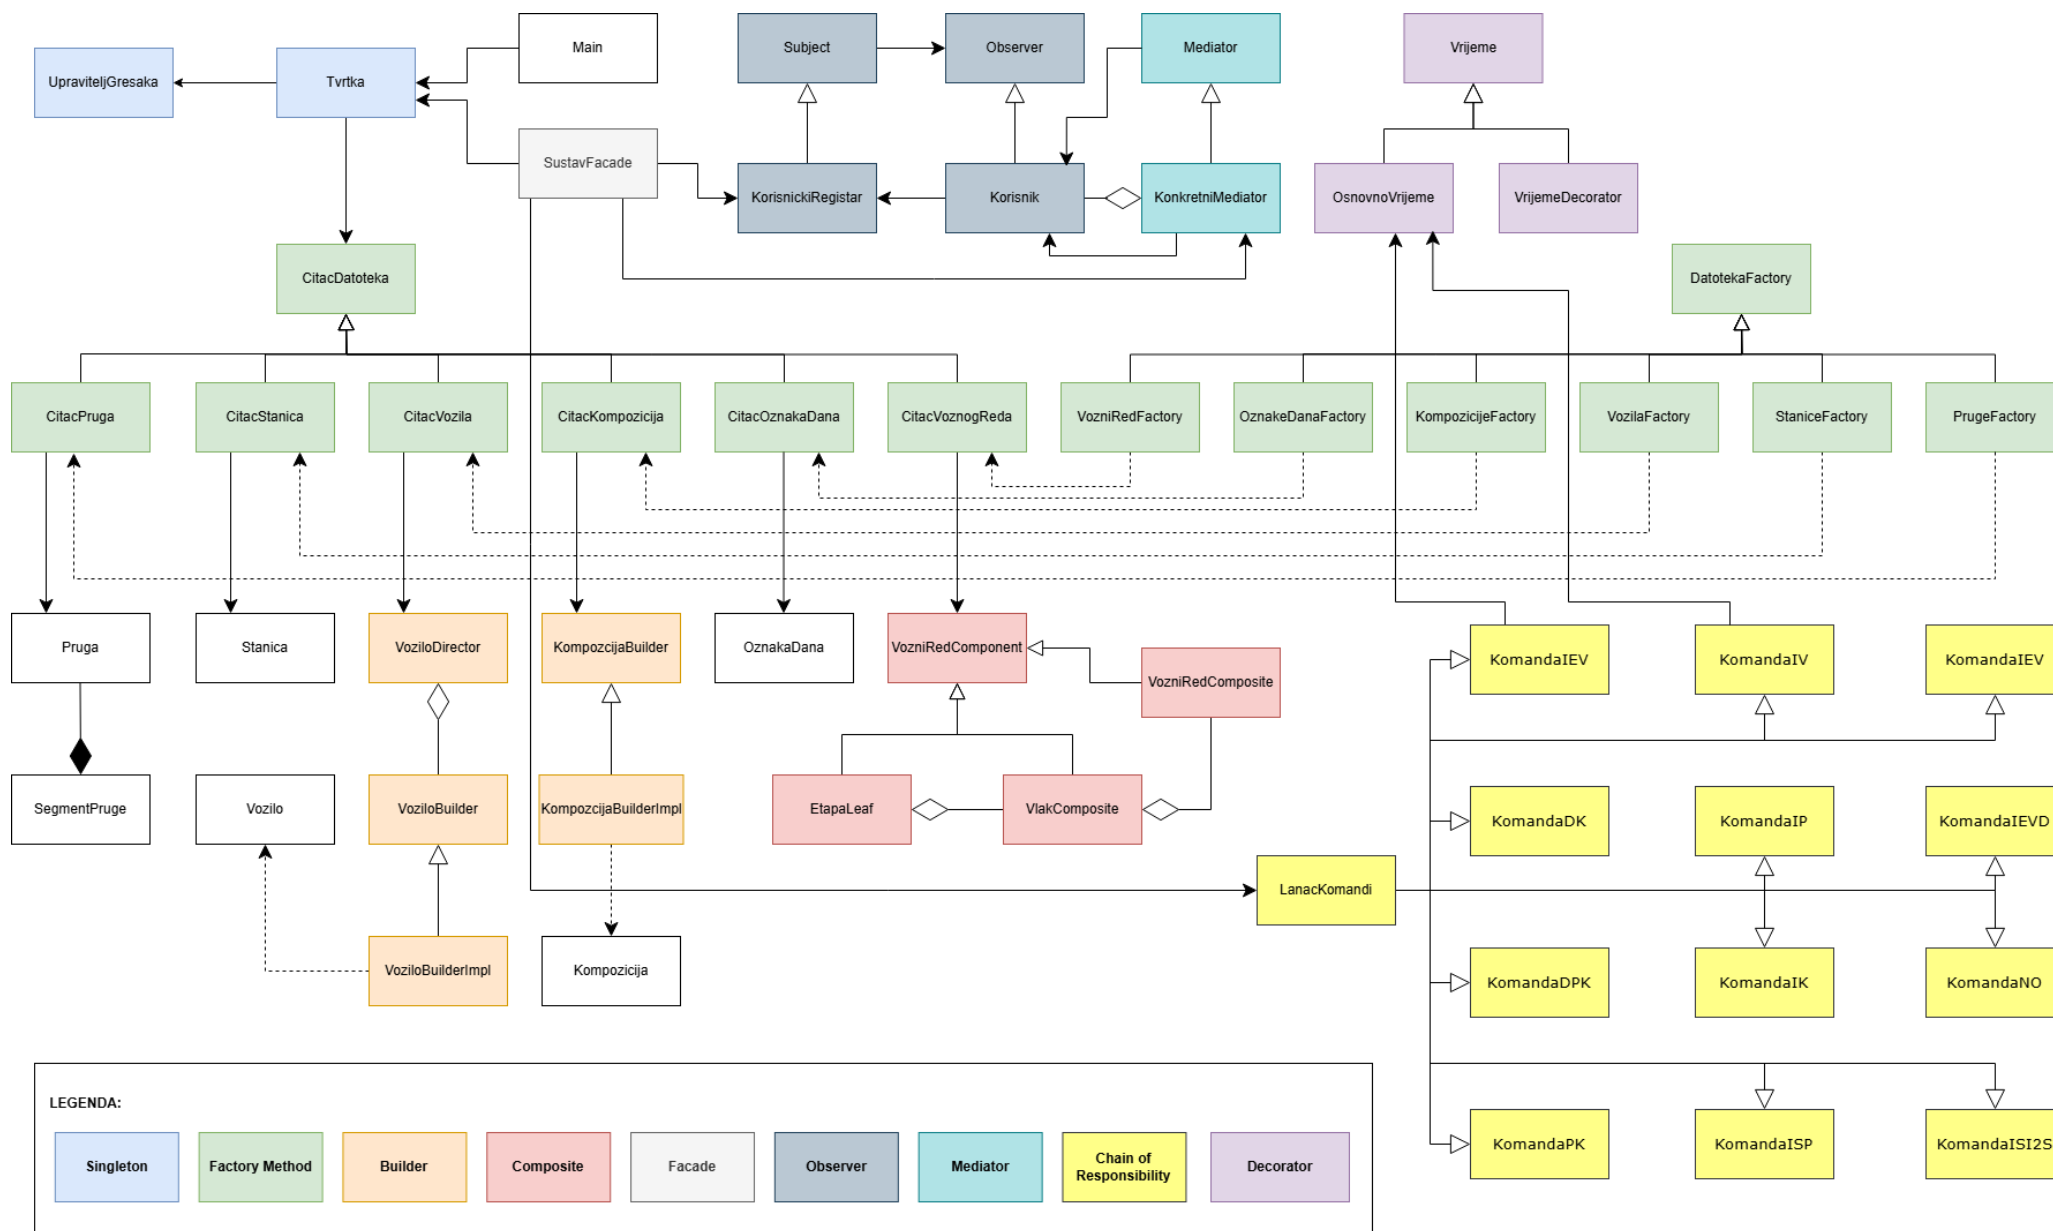 Main
Subject
Observer
Mediator
Vrijeme
UpraviteljGresaka
Tvrtka
SustavFacade
KorisnickiRegistar
Korisnik
KonkretniMediator
OsnovnoVrijeme
VrijemeDecorator
CitacDatoteka
DatotekaFactory
CitacPruga
CitacStanica
CitacVozila
CitacKompozicija
CitacOznakaDana
CitacVoznogReda
VozniRedFactory
OznakeDanaFactory
KompozicijeFactory
VozilaFactory
StaniceFactory
PrugeFactory
Pruga
Stanica
VoziloDirector
KompozcijaBuilder
OznakaDana
VozniRedComponent
VozniRedComposite
KomandaIEV
KomandaIV
KomandaIEV
SegmentPruge
Vozilo
VoziloBuilder
KompozcijaBuilderImpl
EtapaLeaf
VlakComposite
KomandaDK
KomandaIP
KomandaIEVD
LanacKomandi
VoziloBuilderImpl
Kompozicija
KomandaDPK
KomandaIK
KomandaNO
KomandaPK
KomandaISP
KomandaISI2S
LEGENDA:
Singleton
Factory Method
Builder
Composite
Facade
Observer
Mediator
Chain of
Responsibility
Decorator